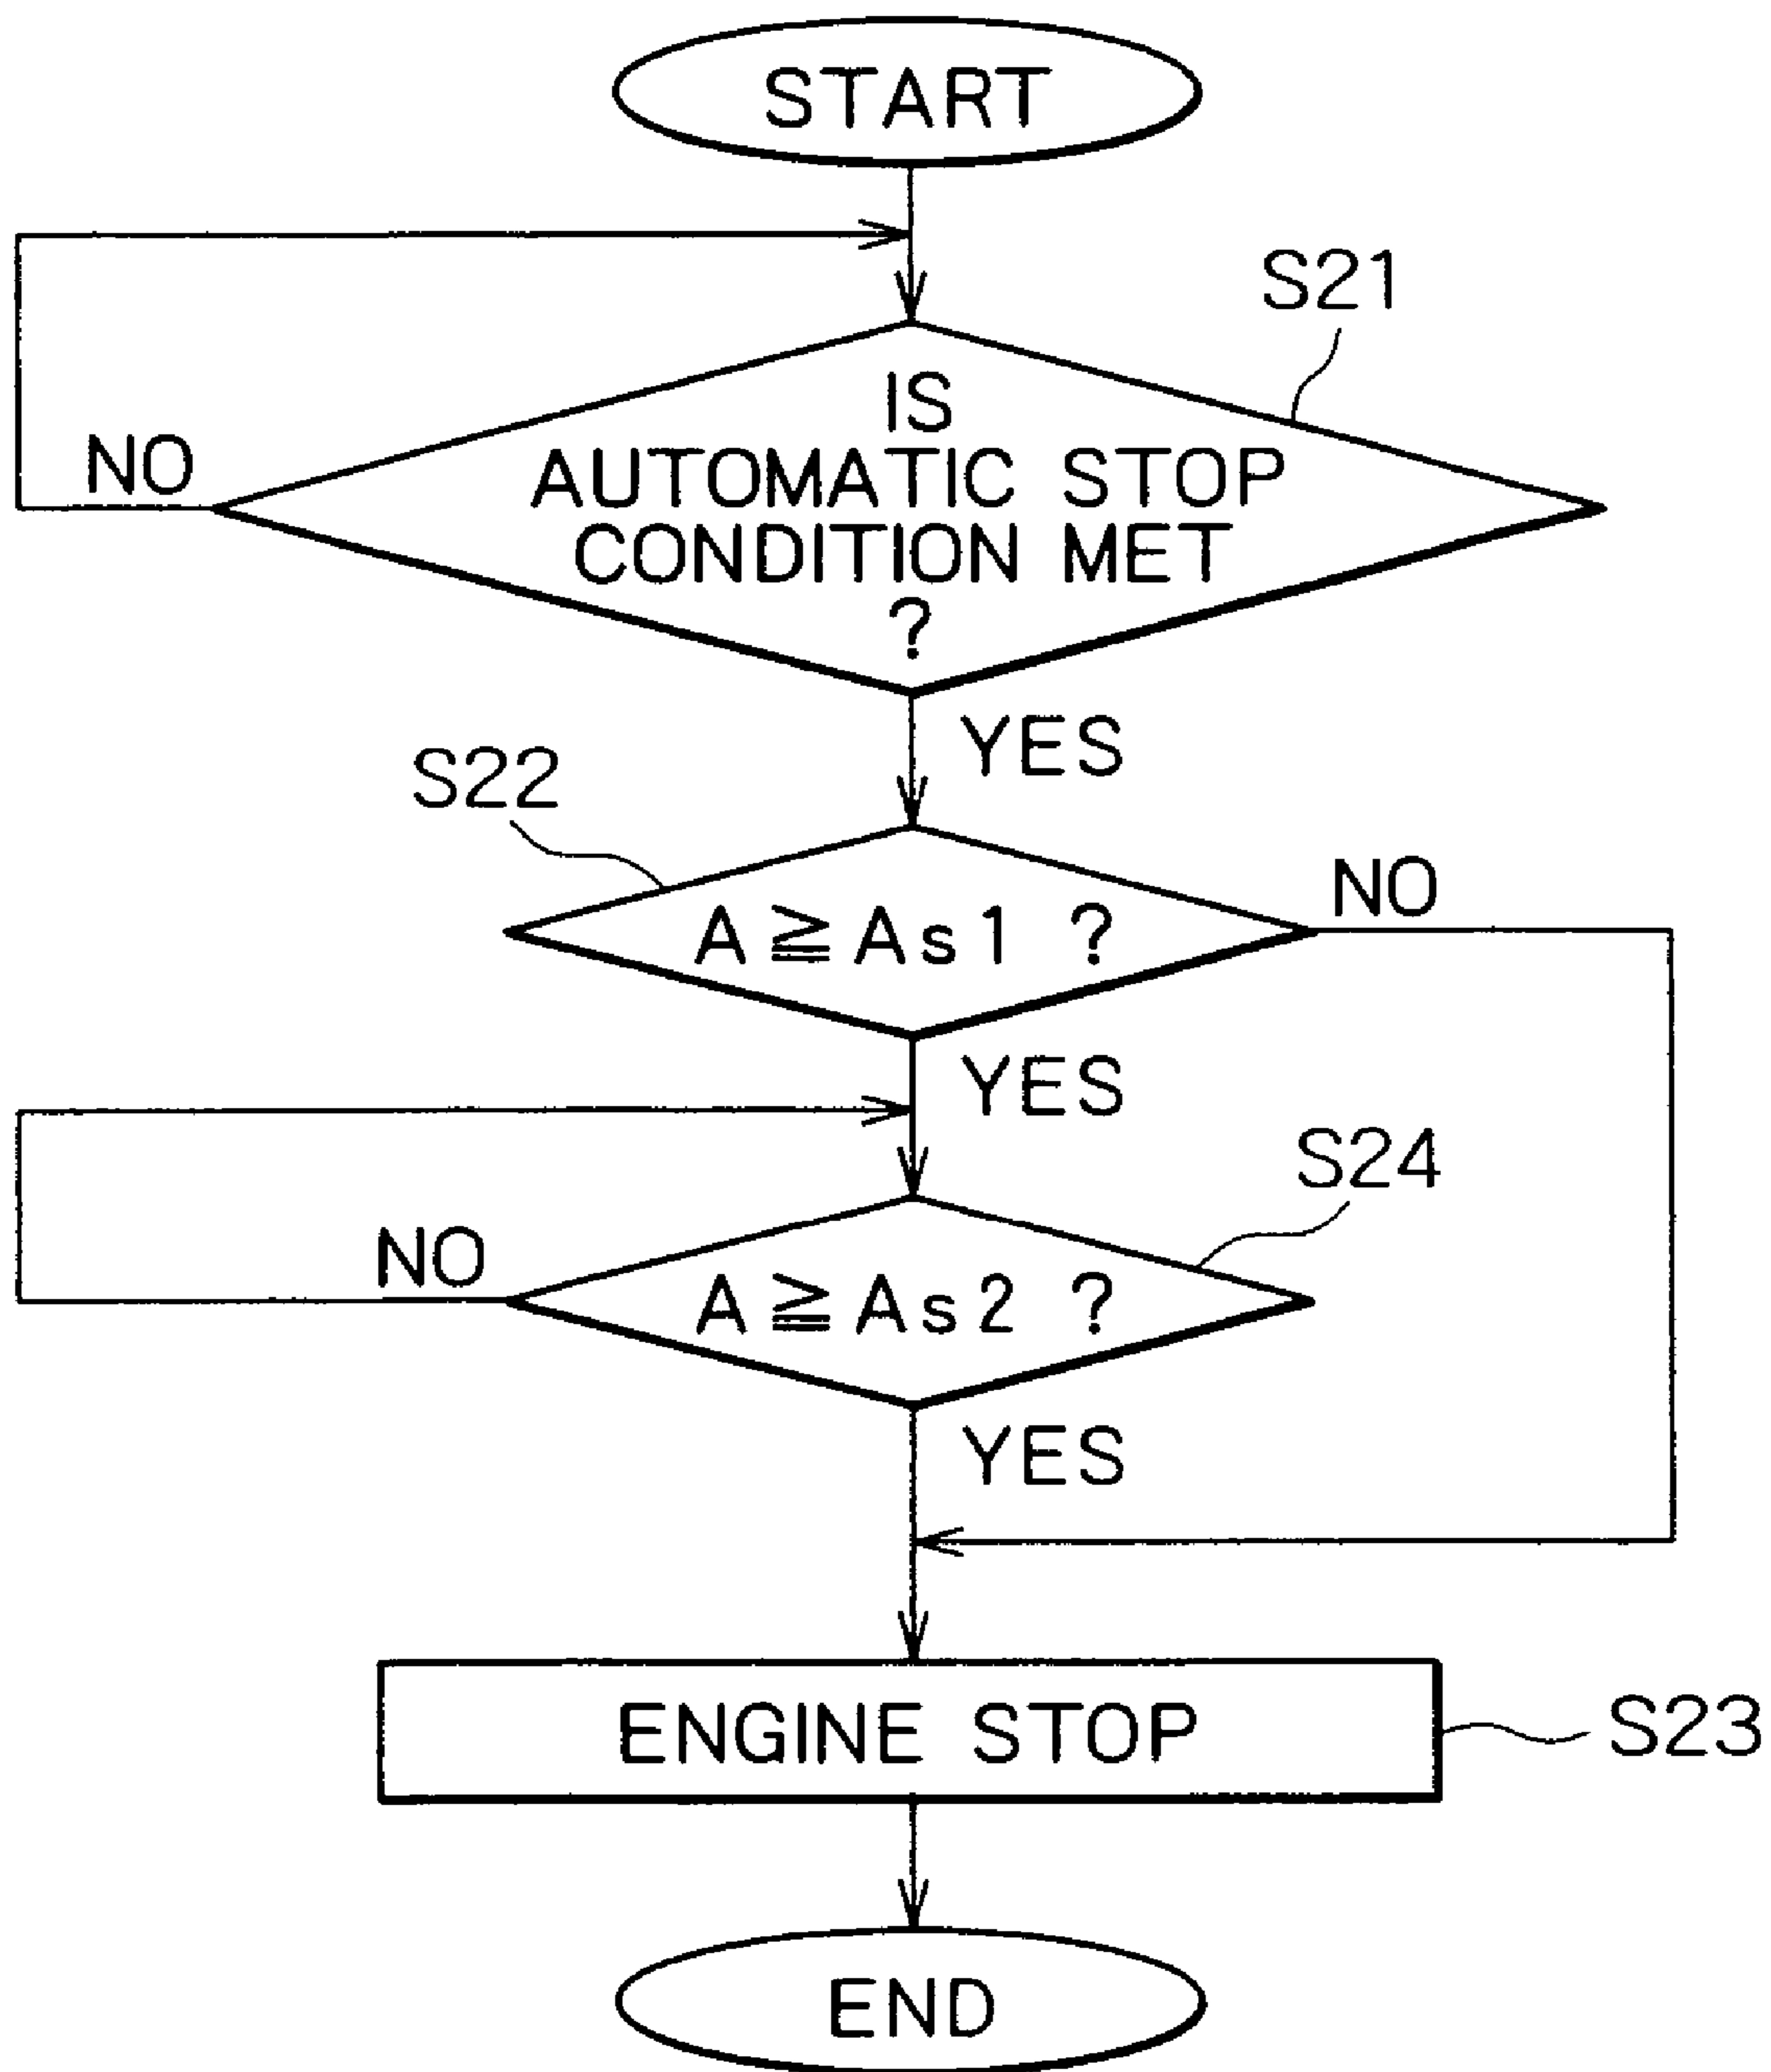 START
S21
IS
AUTOMATIC STOP
CONDITION MET
?
NO
YES
S22
A ≧ As1 ?
NO
YES
S24
NO
A ≧ As2 ?
YES
ENGINE STOP
S23
END